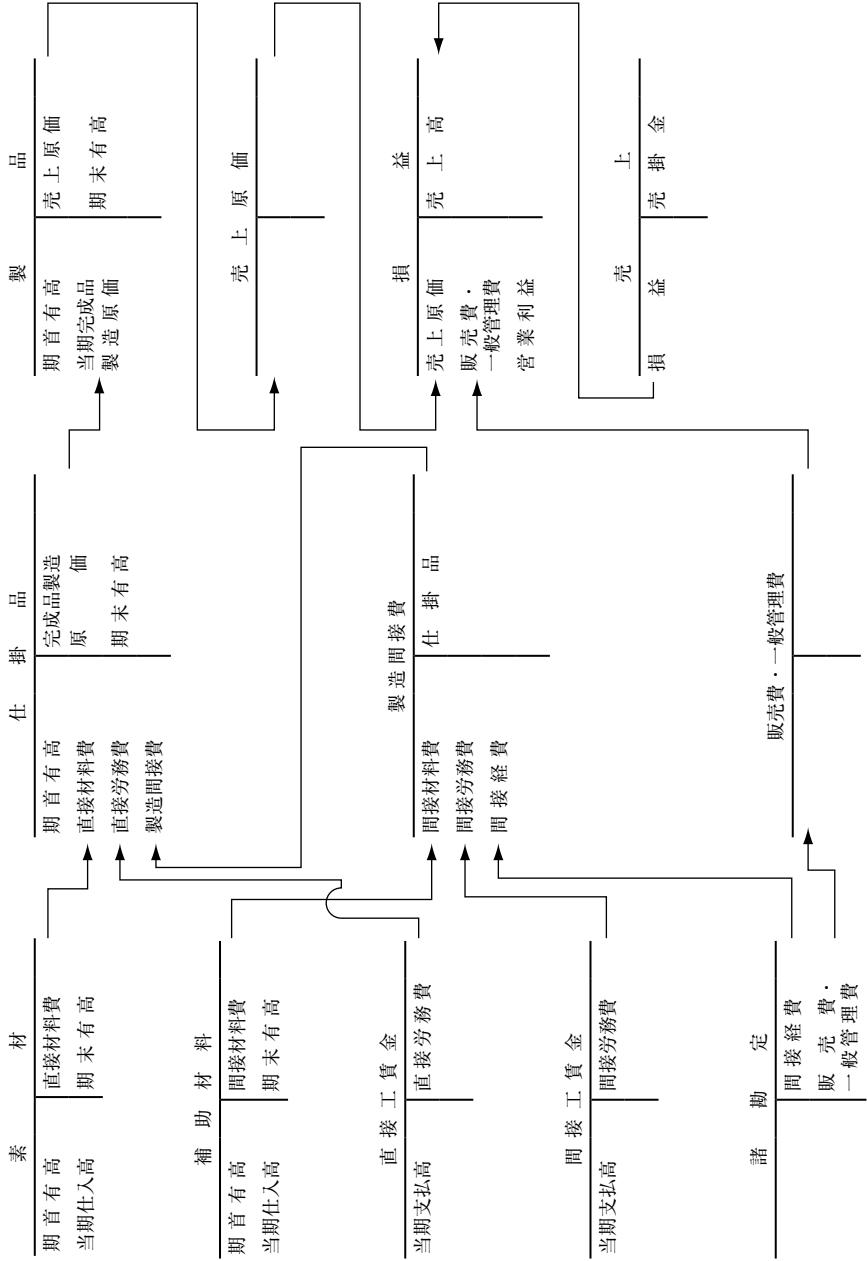 素材
期首有高
当期仕入高
直接材料費
期末有高
補助材料
期首有高
当期仕入高
間接材料費
期末有高
直接工賃金
当期支払高
直接労務費
間接工賃金
当期支払高
間接労務費
諸勘定
間接経費
販売費・
一般管理費
仕掛品
期首有高
直接材料費
直接労務費
製造間接費
完成品製造
原価
期末有高
製造間接費
間接材料費
間接労務費
間接経費
仕掛品
販売費・一般管理費
製品
期首有高
当期完成品
製造原価
売上原価
期末有高
売上原価
損益
売上原価
販売費・
一般管理費
営業利益
売上高
売上
損益
売掛金